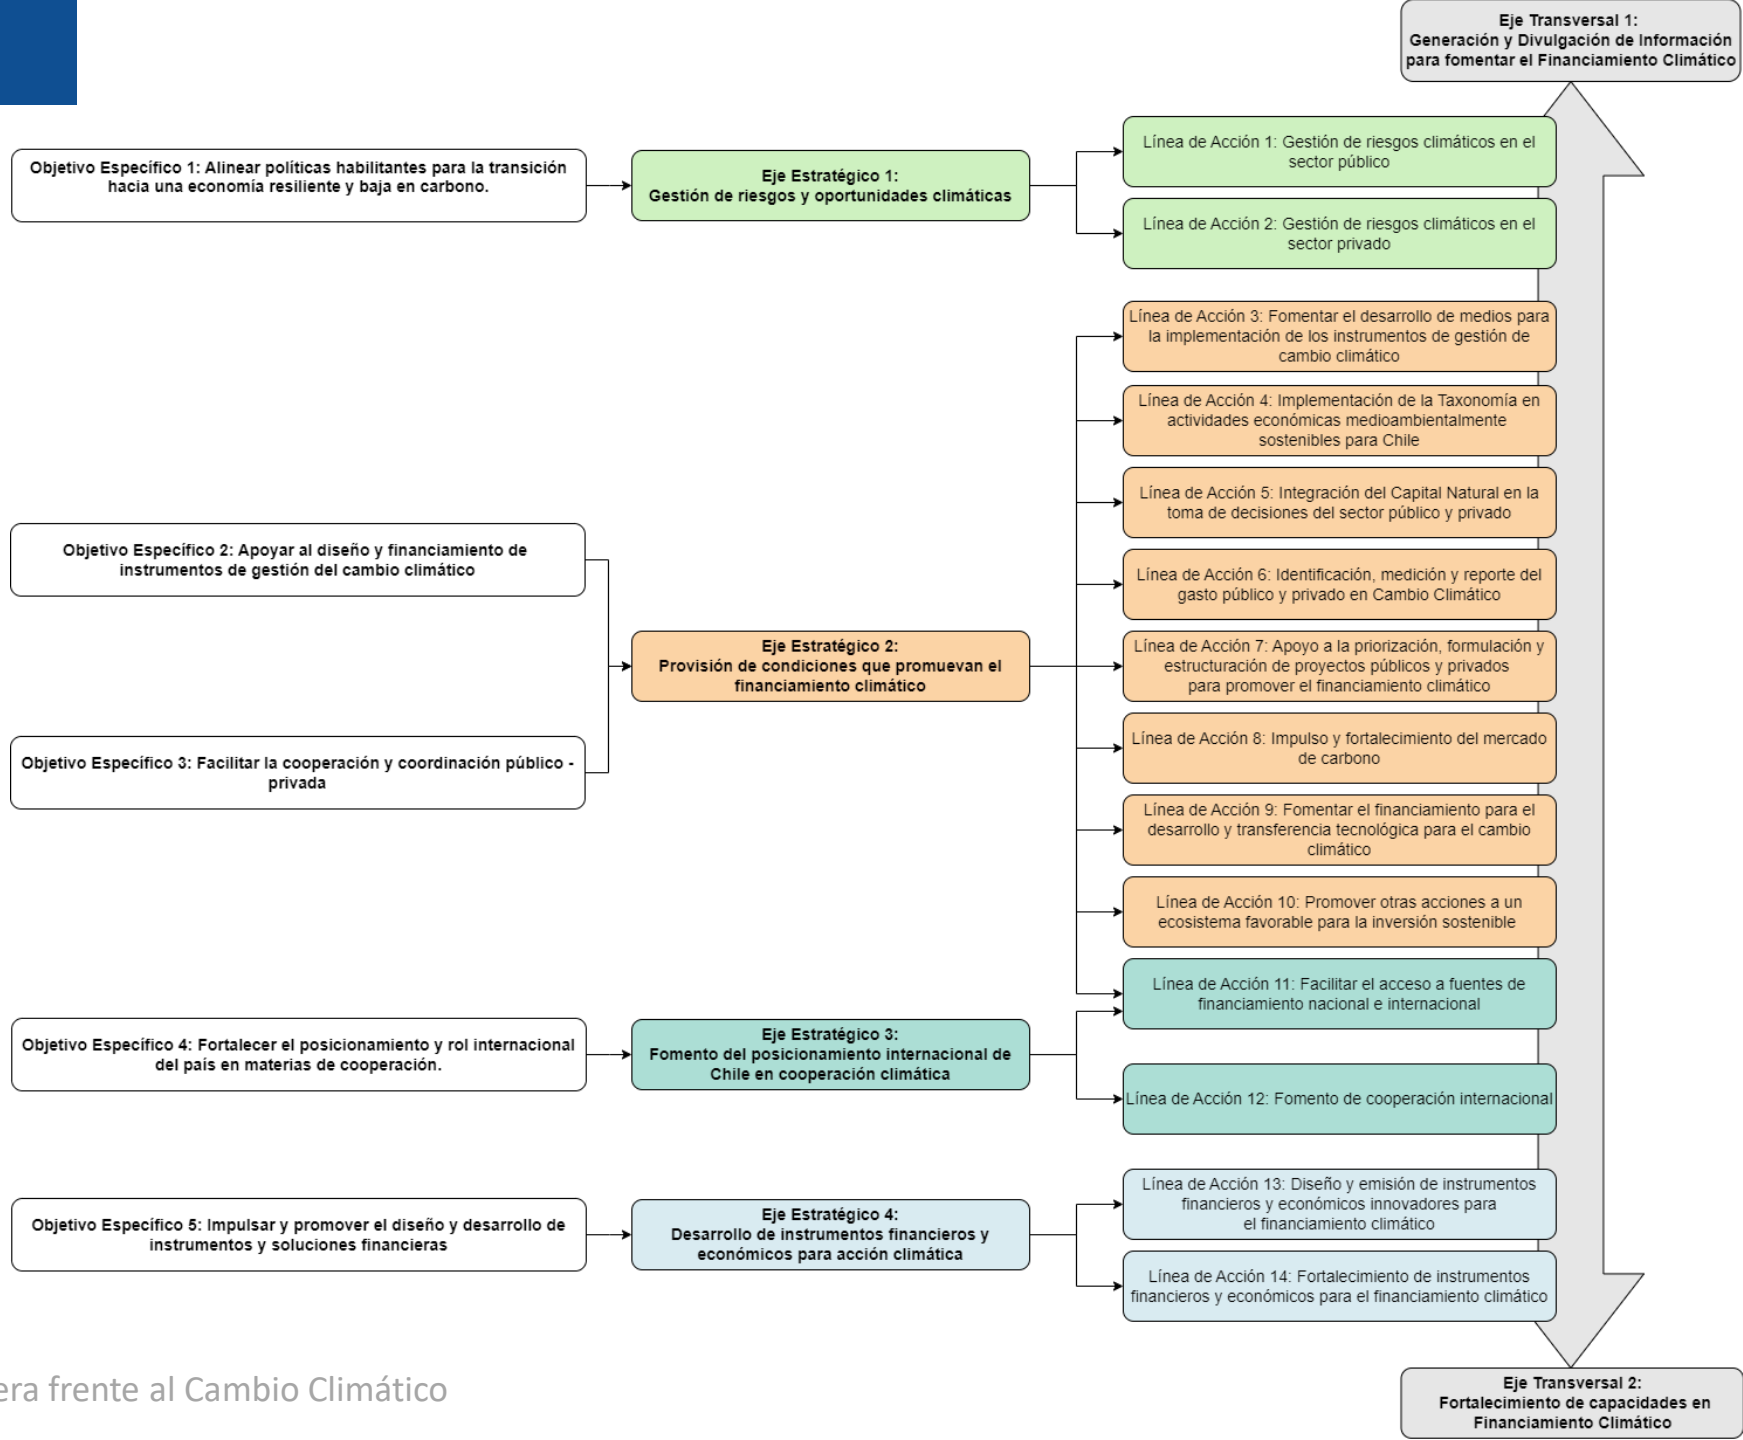 Eje Transversal 1:
Generación y Divulgación de Información
para fomentar el Financiamiento Climático
Objetivo Específico 1: Alinear políticas habilitantes para la transición
hacia una economía resiliente y baja en carbono.
Eje Estratégico 1:
Gestión de riesgos y oportunidades climáticas
Línea de Acción 1: Gestión de riesgos climáticos en el
sector público
Línea de Acción 2: Gestión de riesgos climáticos en el
sector privado
Objetivo Específico 2: Apoyar al diseño y financiamiento de
instrumentos de gestión del cambio climático
Objetivo Específico 3: Facilitar la cooperación y coordinación público -
privada
Eje Estratégico 2:
Provisión de condiciones que promuevan el
financiamiento climático
Línea de Acción 3: Fomentar el desarrollo de medios para
la implementación de los instrumentos de gestión de
cambio climático
Línea de Acción 4: Implementación de la Taxonomía en
actividades económicas medioambientalmente
sostenibles para Chile
Línea de Acción 5: Integración del Capital Natural en la
toma de decisiones del sector público y privado
Línea de Acción 6: Identificación, medición y reporte del
gasto público y privado en Cambio Climático
Línea de Acción 7: Apoyo a la priorización, formulación y
estructuración de proyectos públicos y privados
para promover el financiamiento climático
Línea de Acción 8: Impulso y fortalecimiento del mercado
de carbono
Línea de Acción 9: Fomentar el financiamiento para el
desarrollo y transferencia tecnológica para el cambio
climático
Línea de Acción 10: Promover otras acciones a un
ecosistema favorable para la inversión sostenible
Objetivo Específico 4: Fortalecer el posicionamiento y rol internacional
del país en materias de cooperación.
Eje Estratégico 3:
Fomento del posicionamiento internacional de
Chile en cooperación climática
Línea de Acción 11: Facilitar el acceso a fuentes de
financiamiento nacional e internacional
Línea de Acción 12: Fomento de cooperación internacional
Objetivo Específico 5: Impulsar y promover el diseño y desarrollo de
instrumentos y soluciones financieras
Eje Estratégico 4:
Desarrollo de instrumentos financieros y
económicos para acción climática
Línea de Acción 13: Diseño y emisión de instrumentos
financieros y económicos innovadores para
el financiamiento climático
Línea de Acción 14: Fortalecimiento de instrumentos
financieros y económicos para el financiamiento climático
era frente al Cambio Climático
Eje Transversal 2:
Fortalecimiento de capacidades en
Financiamiento Climático